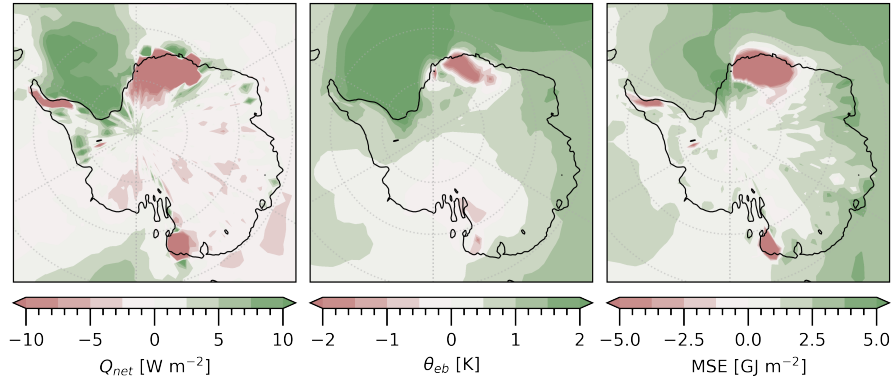 −10 −5 0 5 10
Q_net [W m⁻²]
−2 −1 0 1 2
θ_eb [K]
−5.0 −2.5 0.0 2.5 5.0
MSE [GJ m⁻²]